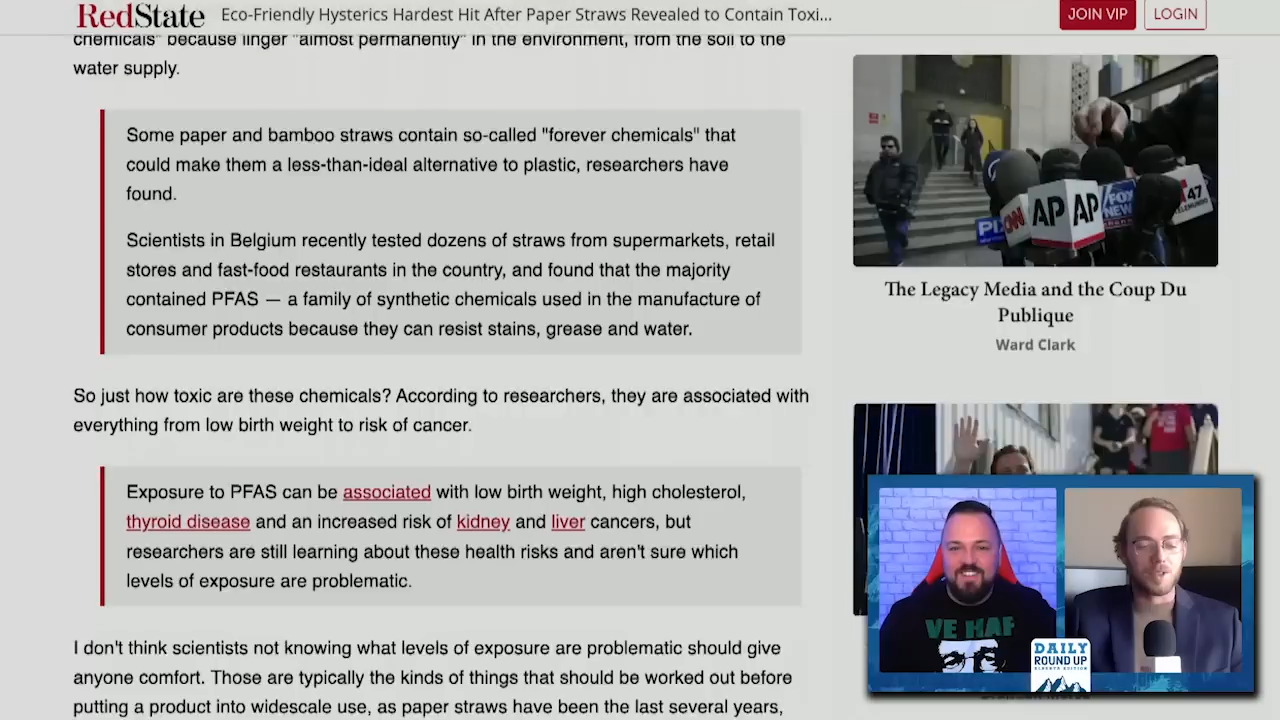 RedState
Eco-Friendly Hysterics Hardest Hit After Paper Straws Revealed to Contain Toxi...
JOIN VIP
LOGIN
chemicals" because linger "almost permanently" in the environment, from the soil to the
water supply.
Some paper and bamboo straws contain so-called "forever chemicals" that
could make them a less-than-ideal alternative to plastic, researchers have
found.
Scientists in Belgium recently tested dozens of straws from supermarkets, retail
stores and fast-food restaurants in the country, and found that the majority
contained PFAS — a family of synthetic chemicals used in the manufacture of
consumer products because they can resist stains, grease and water.
So just how toxic are these chemicals? According to researchers, they are associated with
everything from low birth weight to risk of cancer.
Exposure to PFAS can be associated with low birth weight, high cholesterol,
thyroid disease and an increased risk of kidney and liver cancers, but
researchers are still learning about these health risks and aren't sure which
levels of exposure are problematic.
I don't think scientists not knowing what levels of exposure are problematic should give
anyone comfort. Those are typically the kinds of things that should be worked out before
putting a product into widescale use, as paper straws have been the last several years,
AP AP
FOX
NEWS
47
The Legacy Media and the Coup Du
Publique
Ward Clark
VE HAF
DAILY
ROUND UP
ALBERTA EDITION